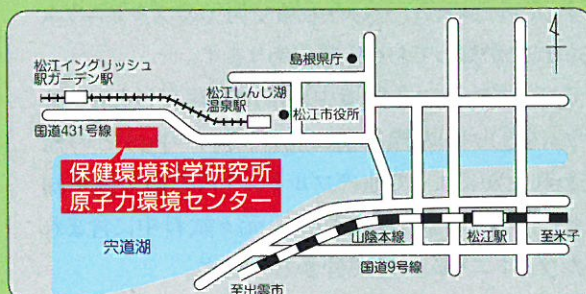 島根県庁
松江イングリッシュ
駅ガーデン駅
松江しんじ湖
温泉駅
松江市役所
国道431号線
保健環境科学研究所
原子力環境センター
宍道湖
山陰本線
松江駅
至米子
国道9号線
至出雲市